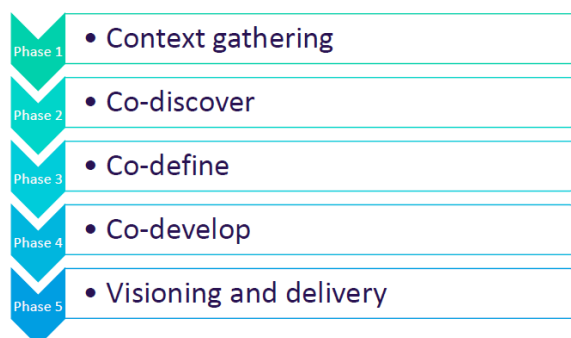 Phase 1
• Context gathering
Phase 2
• Co-discover
Phase 3
• Co-define
Phase 4
• Co-develop
Phase 5
• Visioning and delivery